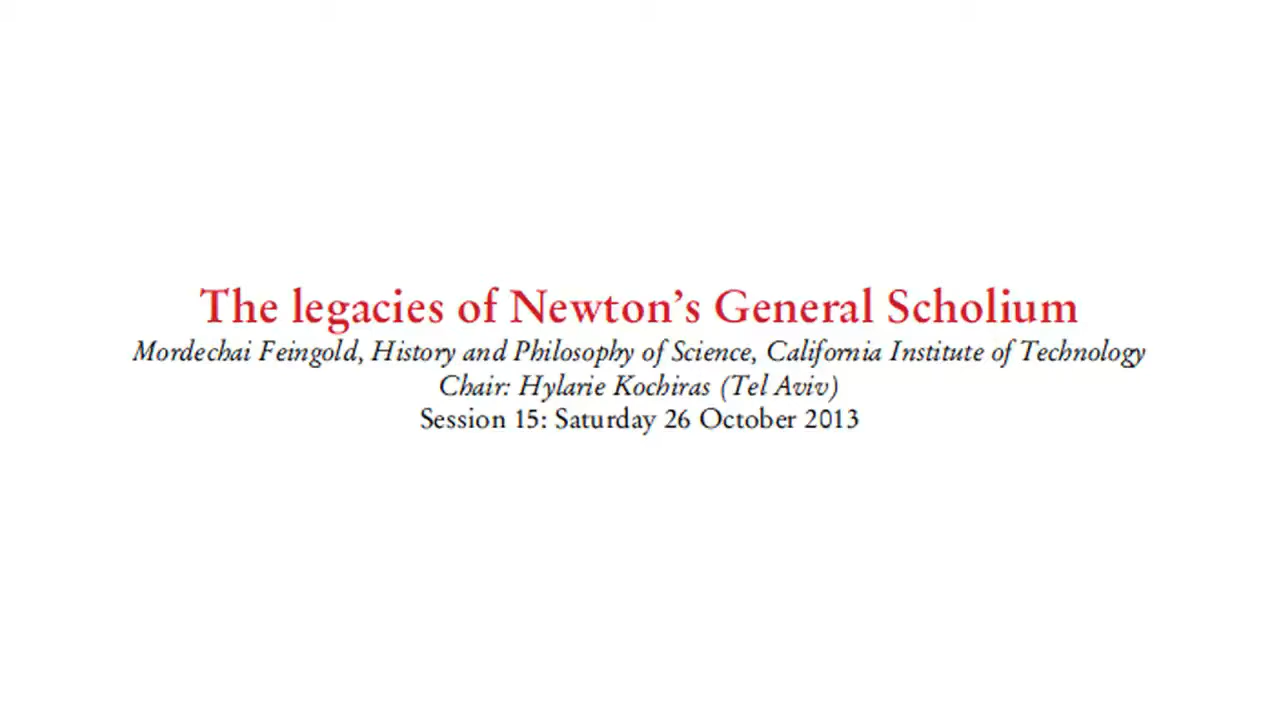 The legacies of Newton’s General Scholium
Mordechai Feingold, History and Philosophy of Science, California Institute of Technology
Chair: Hylarie Kochiras (Tel Aviv)
Session 15: Saturday 26 October 2013